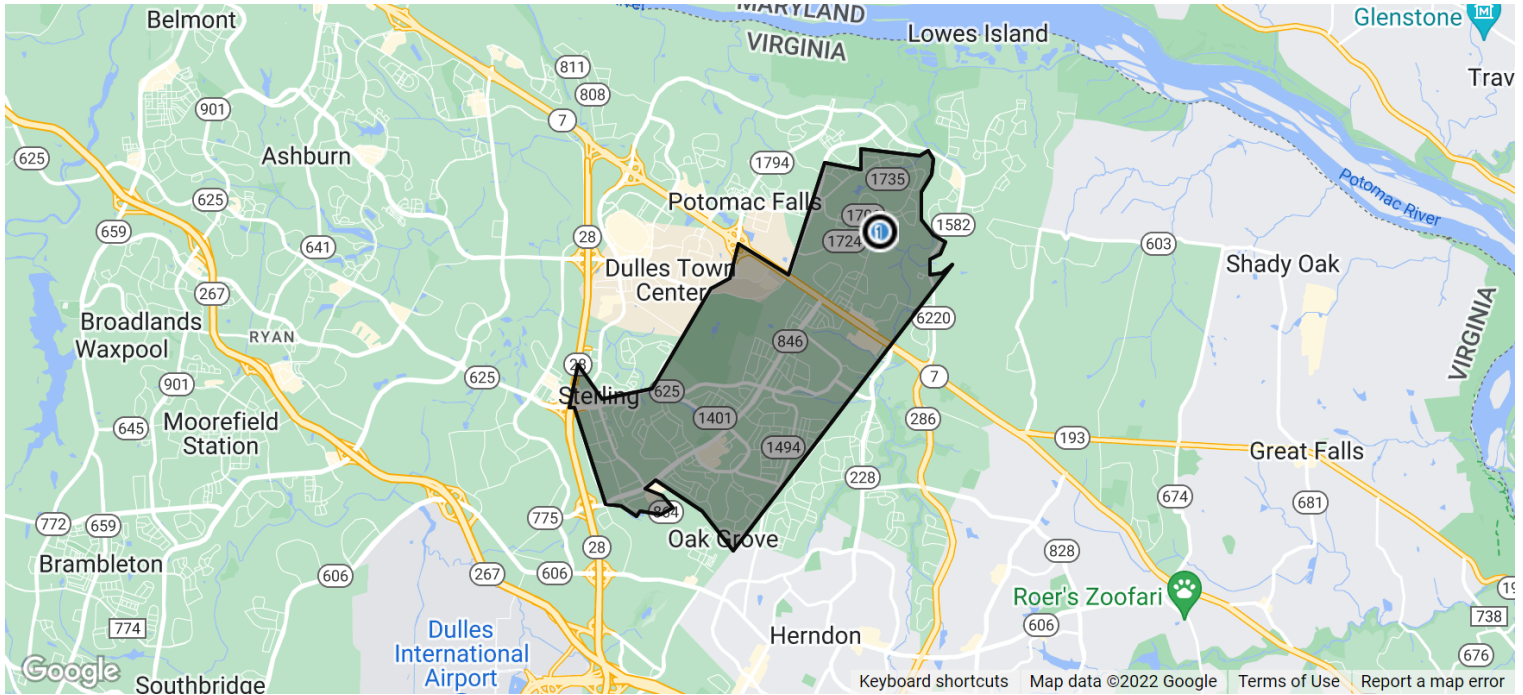 MARYLAND
VIRGINIA
Belmont
Lowes Island
Glenstone
Trav
811
808
7
901
625
Ashburn
1794
1735
Potomac Falls
625
1724
1582
659
641
28
603
Potomac River
Shady Oak
Dulles Town
Center
267
Broadlands
Waxpool
RYAN
846
6220
VIRGINIA
28
625
625
7
901
Sterling
1401
286
Moorefield
Station
645
1494
193
Great Falls
228
674
681
772
659
775
864
Oak Grove
28
828
Brambleton
606
267
606
Roer's Zoofari
606
738
774
Dulles
International
Airport
Herndon
676
Google
Southbridge
Keyboard shortcuts
Map data ©2022 Google
Terms of Use
Report a map error